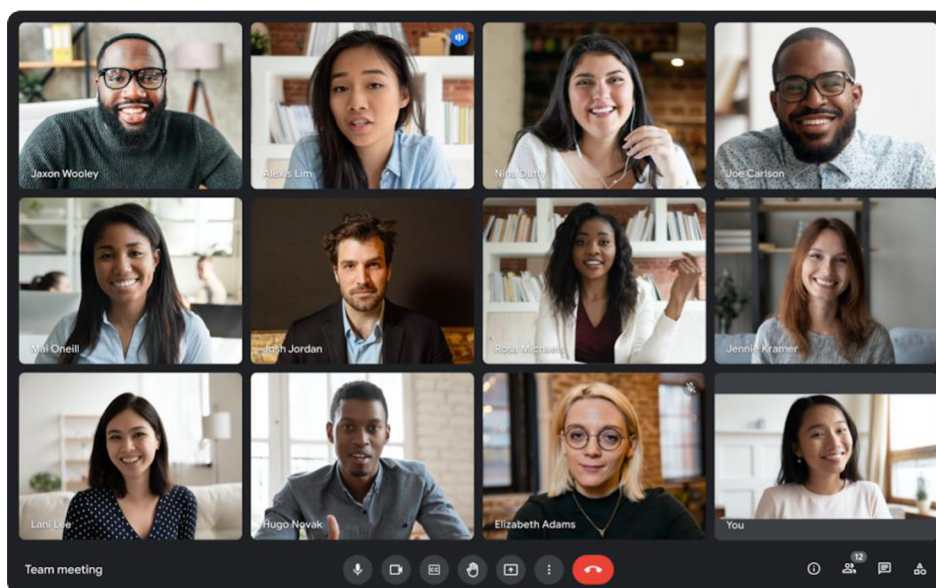 Jaxon Wooley
Alexis Lim
Nina Duffy
Joe Carlson
Mai Oneill
Josh Jordan
Rosa Michaels
Jennie Kramer
Lani Lee
Hugo Novak
Elizabeth Adams
You
Team meeting
CC
12